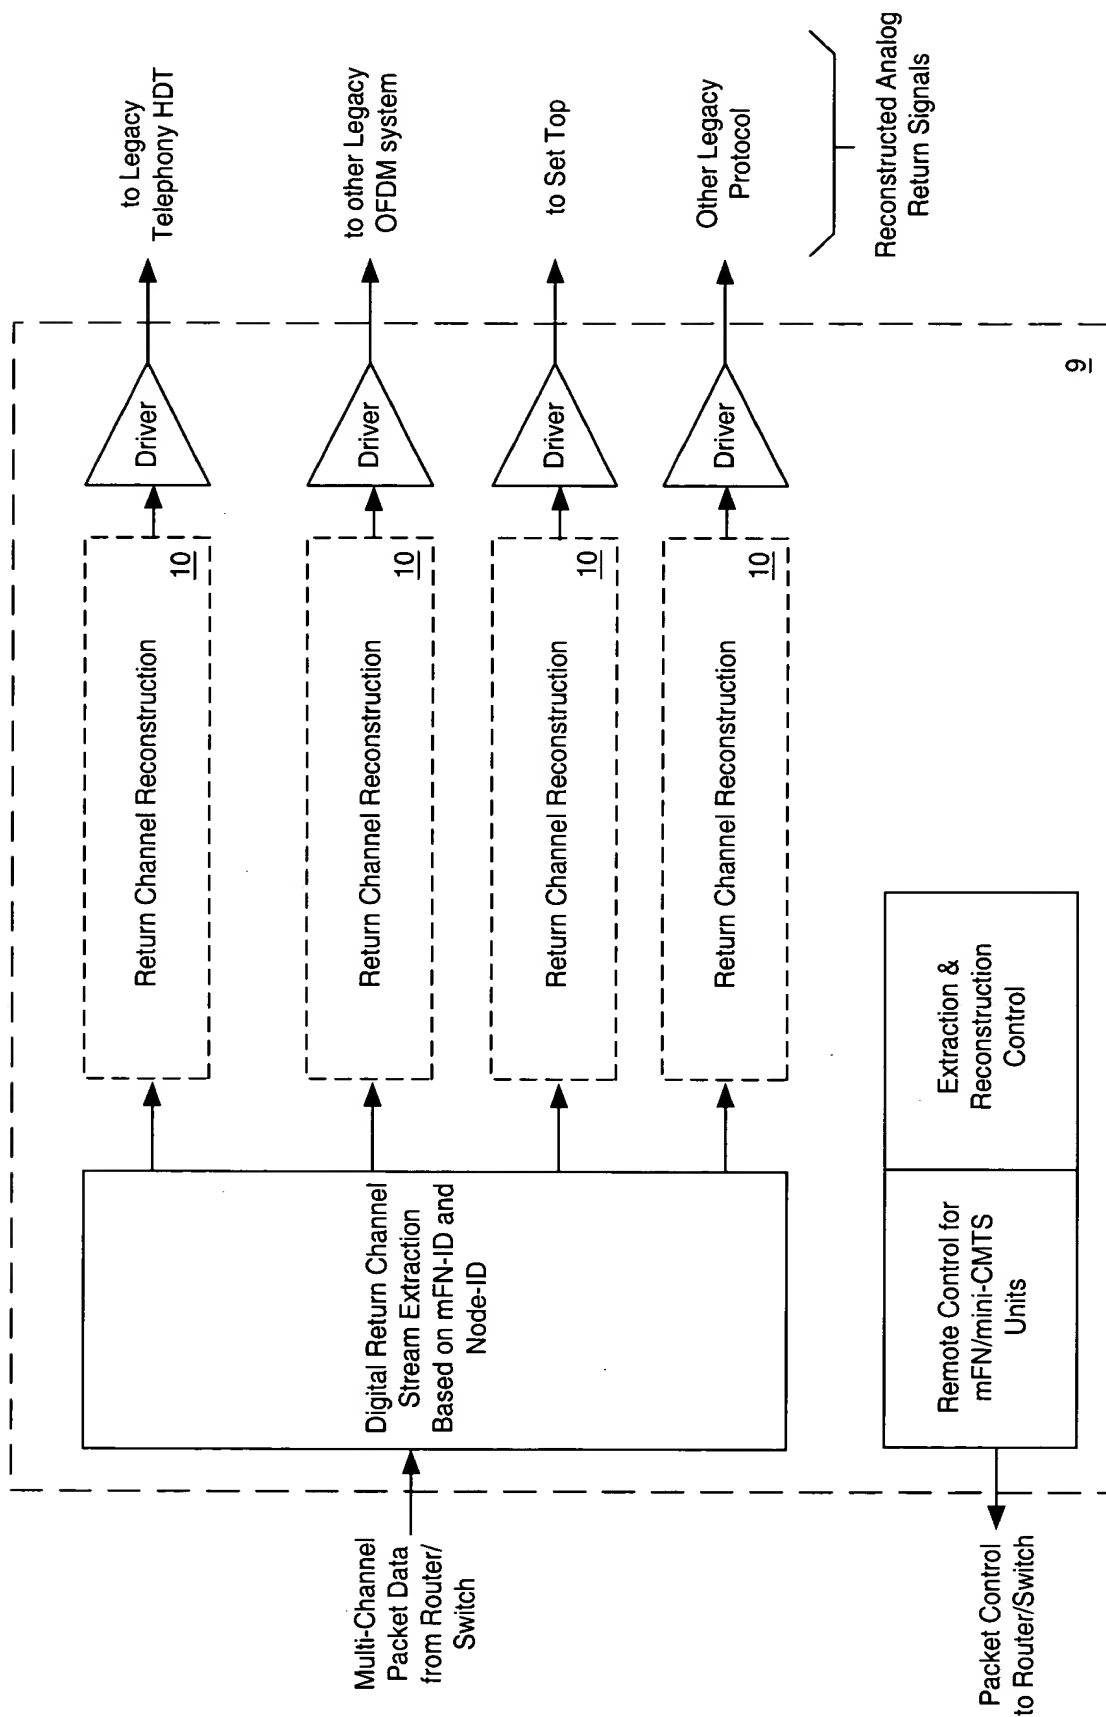 Multi-Channel
Packet Data
from Router/
Switch
Digital Return Channel
Stream Extraction
Based on mFN-ID and
Node-ID
Return Channel Reconstruction
10
Driver
to Legacy
Telephony HDT
Return Channel Reconstruction
10
Driver
to other Legacy
OFDM system
Return Channel Reconstruction
10
Driver
to Set Top
Return Channel Reconstruction
10
Driver
Other Legacy
Protocol
Reconstructed Analog
Return Signals
Packet Control
to Router/Switch
Remote Control for
mFN/mini-CMTS
Units
Extraction &
Reconstruction
Control
9